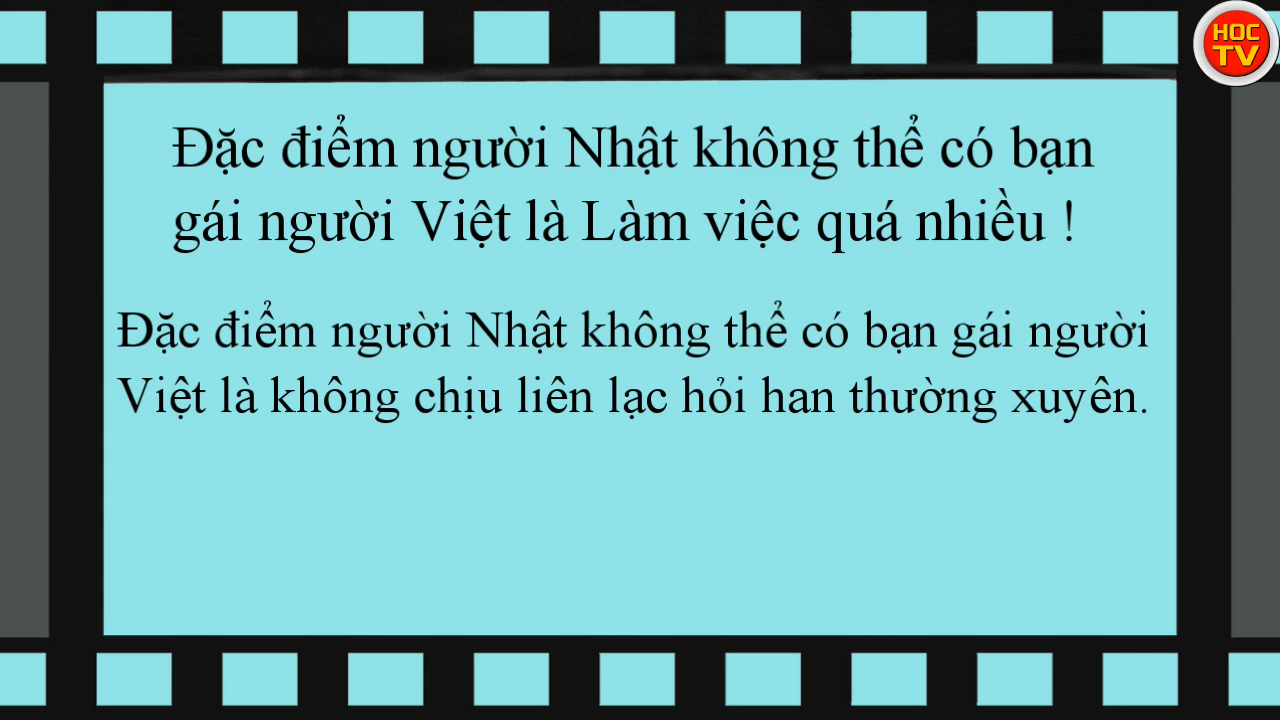 HOC
TV
Đặc điểm người Nhật không thể có bạn
gái người Việt là Làm việc quá nhiều !
Đặc điểm người Nhật không thể có bạn gái người
Việt là không chịu liên lạc hỏi han thường xuyên.